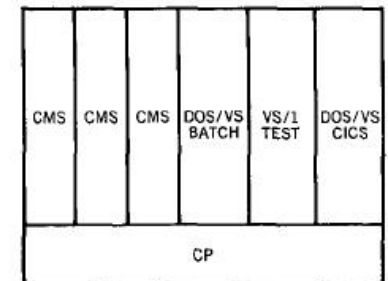 CMS
CMS
CMS
DOS/VS
BATCH
VS/1
TEST
DOS/VS
CICS
CP